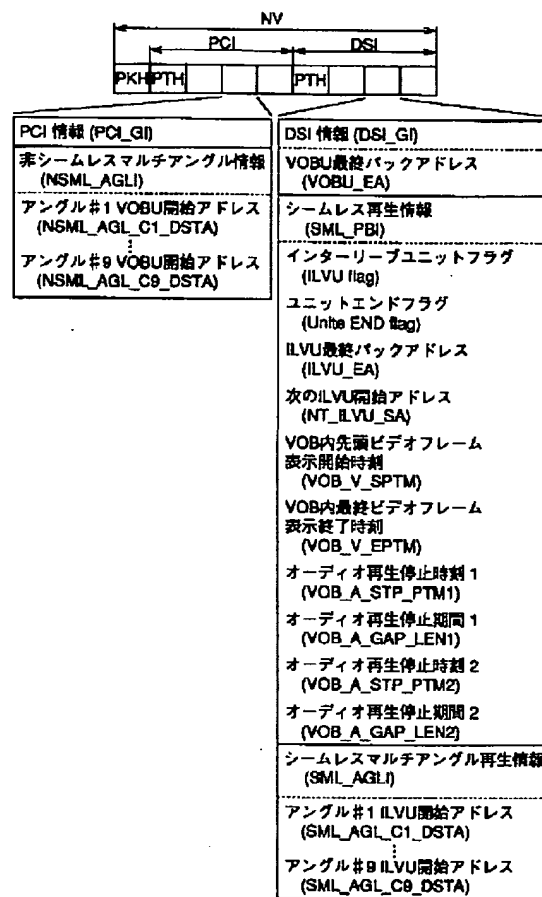 NV
PCI DSI
PKH PTH PTH
PCI 情報 (PCI_GI)
非シームレスマルチアングル情報
(NSML_AGLI)
アングル#1 VOBU開始アドレス
(NSML_AGL_C1_DSTA)
アングル#9 VOBU開始アドレス
(NSML_AGL_C9_DSTA)
DSI 情報 (DSI_GI)
VOBU最終パックアドレス
(VOBU_EA)
シームレス再生情報
(SML_PBI)
インターリーブユニットフラグ
(ILVU flag)
ユニットエンドフラグ
(Unite END flag)
ILVU最終パックアドレス
(ILVU_EA)
次のILVU開始アドレス
(NT_ILVU_SA)
VOB内先頭ビデオフレーム
表示開始時刻
(VOB_V_SPTM)
VOB内最終ビデオフレーム
表示終了時刻
(VOB_V_EPTM)
オーディオ再生停止時刻 1
(VOB_A_STP_PTM1)
オーディオ再生停止期間 1
(VOB_A_GAP_LEN1)
オーディオ再生停止時刻 2
(VOB_A_STP_PTM2)
オーディオ再生停止期間 2
(VOB_A_GAP_LEN2)
シームレスマルチアングル再生情報
(SML_AGLI)
アングル#1 ILVU開始アドレス
(SML_AGL_C1_DSTA)
アングル#9 ILVU開始アドレス
(SML_AGL_C9_DSTA)